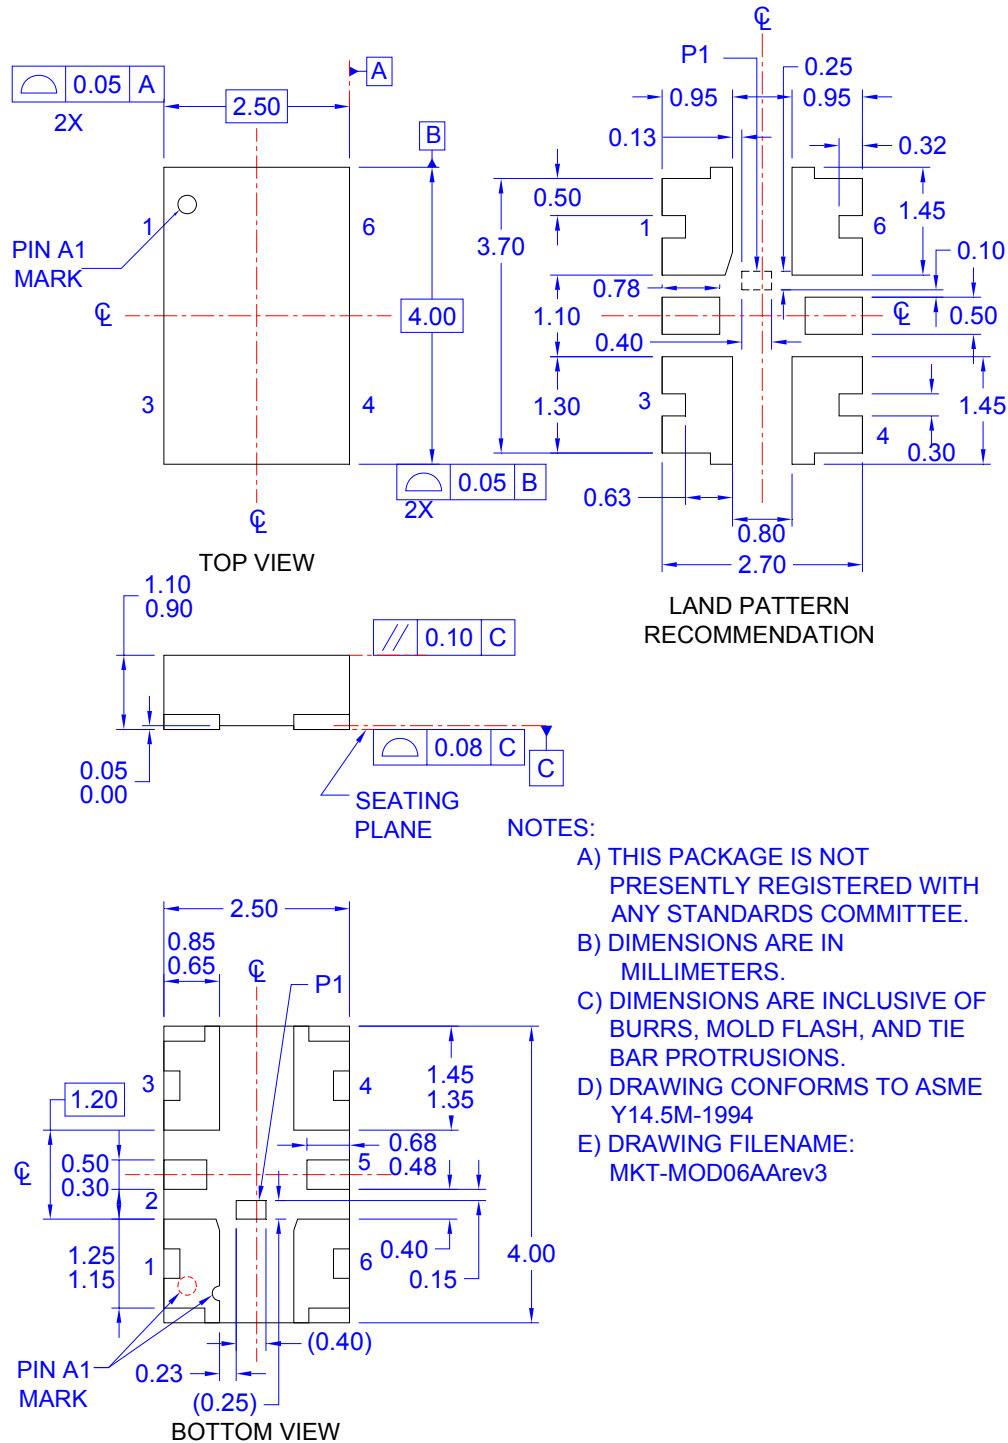 0.05 A
2X
2.50
A
B
1
6
PIN A1
MARK
℄
4.00
3
4
0.05 B
2X
℄
TOP VIEW
℄
P1
0.25
0.95
0.95
0.13
0.32
0.50
1
6
1.45
3.70
0.10
0.78
1.10
℄
0.50
0.40
1.30
3
1.45
4
0.30
0.63
0.80
2.70
LAND PATTERN
RECOMMENDATION
1.10
0.90
// 0.10 C
0.08 C
C
0.05
0.00
SEATING
PLANE
NOTES:
A) THIS PACKAGE IS NOT
PRESENTLY REGISTERED WITH
ANY STANDARDS COMMITTEE.
B) DIMENSIONS ARE IN
MILLIMETERS.
C) DIMENSIONS ARE INCLUSIVE OF
BURRS, MOLD FLASH, AND TIE
BAR PROTRUSIONS.
D) DRAWING CONFORMS TO ASME
Y14.5M-1994
E) DRAWING FILENAME:
MKT-MOD06AArev3
2.50
0.85
0.65
℄
P1
3
4
1.45
1.35
1.20
0.68
0.48
5
℄
0.50
0.30
2
1
6
0.40
0.15
4.00
1.25
1.15
(0.40)
PIN A1
MARK
0.23
(0.25)
BOTTOM VIEW